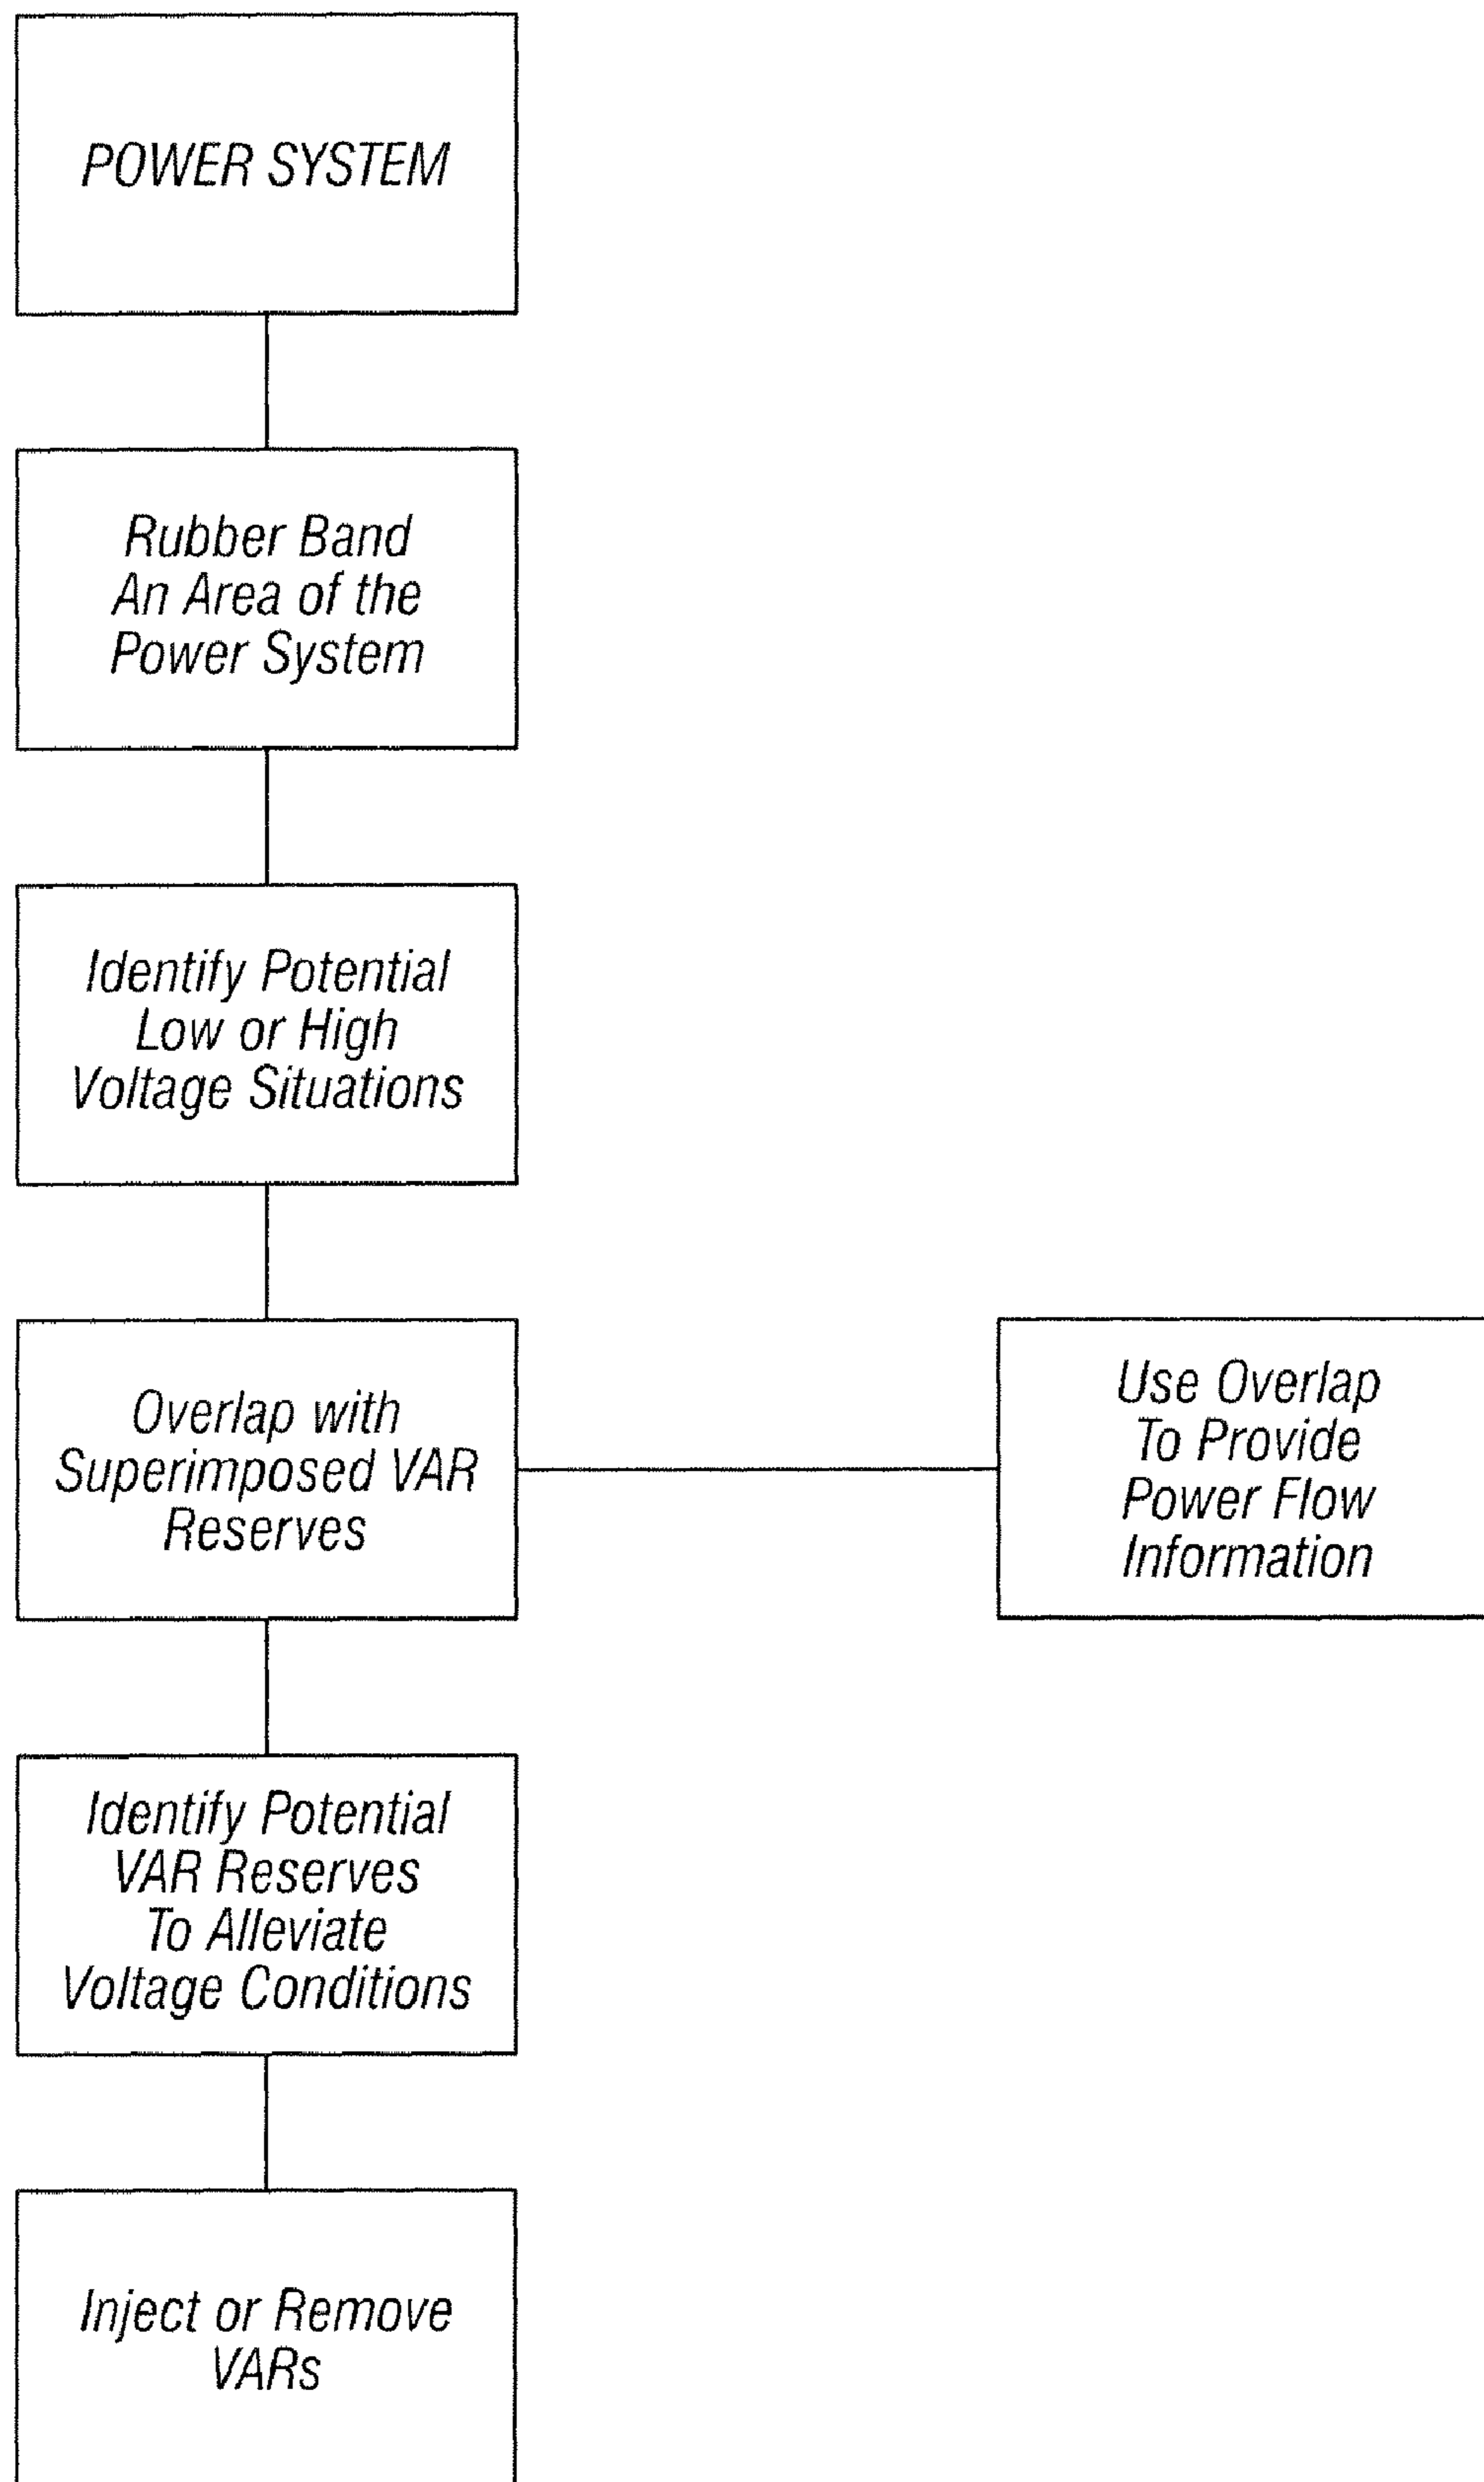 POWER SYSTEM
Rubber Band
An Area of the
Power System
Identify Potential
Low or High
Voltage Situations
Overlap with
Superimposed VAR
Reserves
Use Overlap
To Provide
Power Flow
Information
Identify Potential
VAR Reserves
To Alleviate
Voltage Conditions
Inject or Remove
VARs